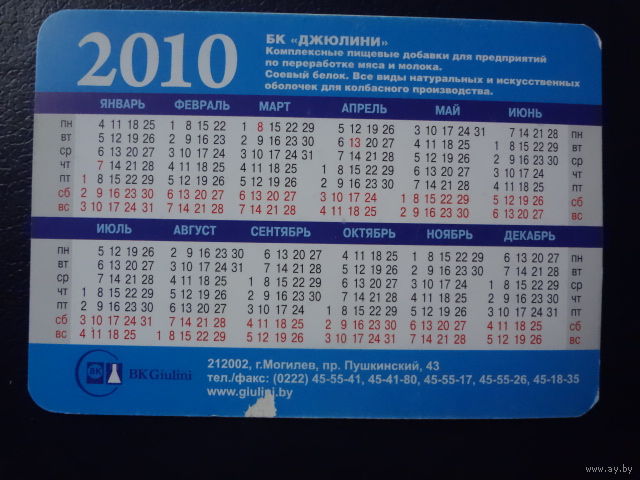 2010
БК «ДЖЮЛИНИ»
Комплексные пищевые добавки для предприятий
по переработке мяса и молока.
Соевый белок. Все виды натуральных и искусственных
оболочек для колбасного производства.
ЯНВАРЬ ФЕВРАЛЬ МАРТ АПРЕЛЬ МАЙ ИЮНЬ
пн 4 11 18 25 1 8 15 22 1 8 15 22 29 5 12 19 26 3 10 17 24 31 7 14 21 28 пн
вт 5 12 19 26 2 9 16 23 2 9 16 23 30 6 13 20 27 4 11 18 25 1 8 15 22 29 вт
ср 6 13 20 27 3 10 17 24 3 10 17 24 31 7 14 21 28 5 12 19 26 2 9 16 23 30 ср
чт 7 14 21 28 4 11 18 25 4 11 18 25 1 8 15 22 29 6 13 20 27 3 10 17 24 чт
пт 1 8 15 22 29 5 12 19 26 5 12 19 26 2 9 16 23 30 7 14 21 28 4 11 18 25 пт
сб 2 9 16 23 30 6 13 20 27 6 13 20 27 3 10 17 24 1 8 15 22 29 5 12 19 26 сб
вс 3 10 17 24 31 7 14 21 28 7 14 21 28 4 11 18 25 2 9 16 23 30 6 13 20 27 вс
ИЮЛЬ АВГУСТ СЕНТЯБРЬ ОКТЯБРЬ НОЯБРЬ ДЕКАБРЬ
пн 5 12 19 26 2 9 16 23 30 6 13 20 27 4 11 18 25 1 8 15 22 29 6 13 20 27 пн
вт 6 13 20 27 3 10 17 24 31 7 14 21 28 5 12 19 26 2 9 16 23 30 7 14 21 28 вт
ср 7 14 21 28 4 11 18 25 1 8 15 22 29 6 13 20 27 3 10 17 24 1 8 15 22 29 ср
чт 1 8 15 22 29 5 12 19 26 2 9 16 23 30 7 14 21 28 4 11 18 25 2 9 16 23 30 чт
пт 2 9 16 23 30 6 13 20 27 3 10 17 24 1 8 15 22 29 5 12 19 26 3 10 17 24 31 пт
сб 3 10 17 24 31 7 14 21 28 4 11 18 25 2 9 16 23 30 6 13 20 27 4 11 18 25 сб
вс 4 11 18 25 1 8 15 22 29 5 12 19 26 3 10 17 24 31 7 14 21 28 5 12 19 26 вс
БК BK Giulini
212002, г.Могилев, пр. Пушкинский, 43
тел./факс: (0222) 45-55-41, 45-41-80, 45-55-17, 45-55-26, 45-18-35
www.giulini.by
www.ay.by